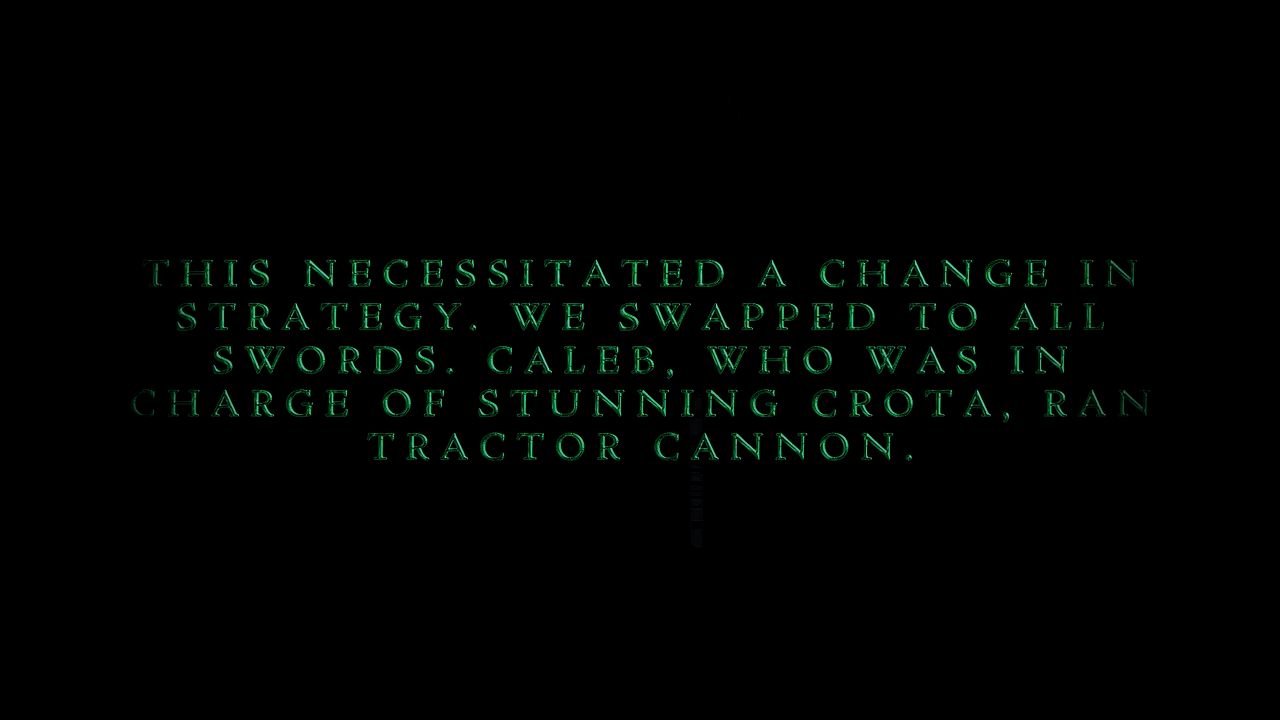 THIS NECESSITATED A CHANGE IN
STRATEGY. WE SWAPPED TO ALL
SWORDS. CALEB, WHO WAS IN
CHARGE OF STUNNING CROTA, RAN
TRACTOR CANNON.